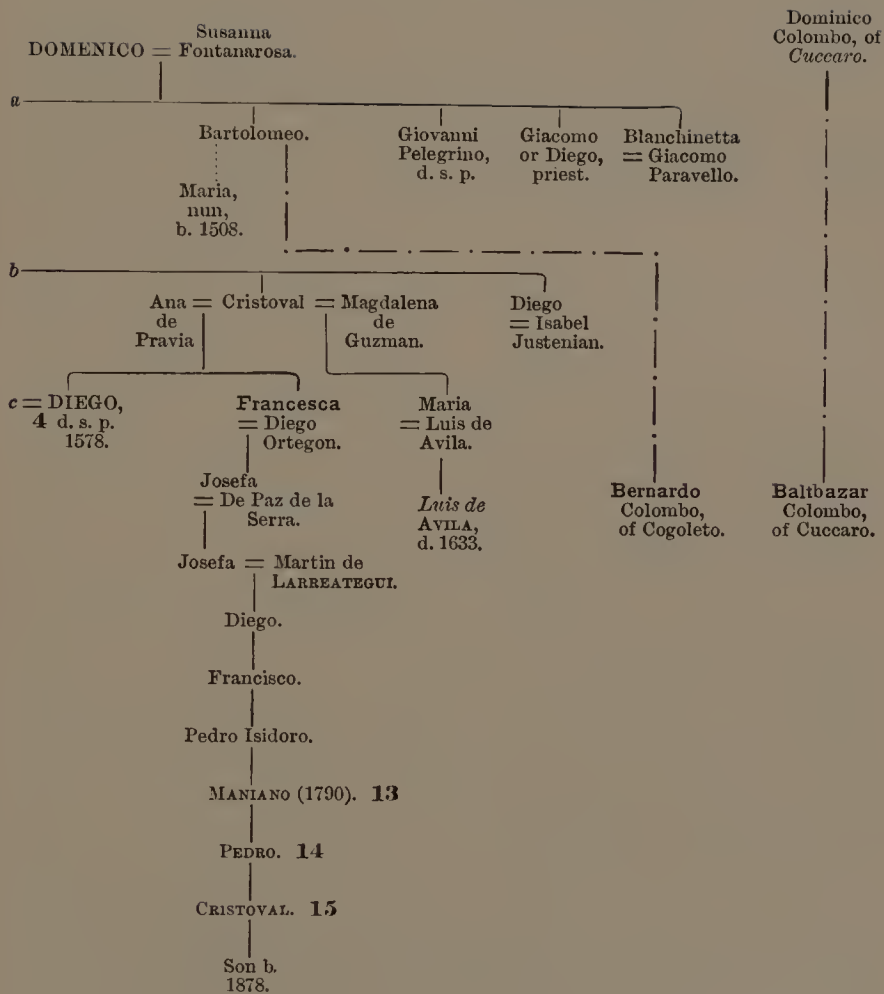 Susanna
DOMENICO = Fontanarosa.
Dominico
Colombo, of
Cuccaro.
a
Bartolomeo.
Giovanni
Pelegrino,
d. s. p.
Giacomo
or Diego,
priest.
Blanchinetta
= Giacomo
Paravello.
Maria,
nun,
b. 1508.
b
Ana = Cristoval = Magdalena
de
Pravia
de
Guzman.
Diego
= Isabel
Justenian.
c = DIEGO,
4 d. s. p.
1578.
Francesca
= Diego
Ortegon.
Maria
= Luis de
Avila.
Josefa
= De Paz de la
Serra.
Luis de
AVILA,
d. 1633.
Bernardo
Colombo,
of Cogoleto.
Baltbazar
Colombo,
of Cuccaro.
Josefa = Martin de
LARREATEGUI.
Diego.
Francisco.
Pedro Isidoro.
MANIANO (1790). 13
PEDRO. 14
CRISTOVAL. 15
Son b.
1878.